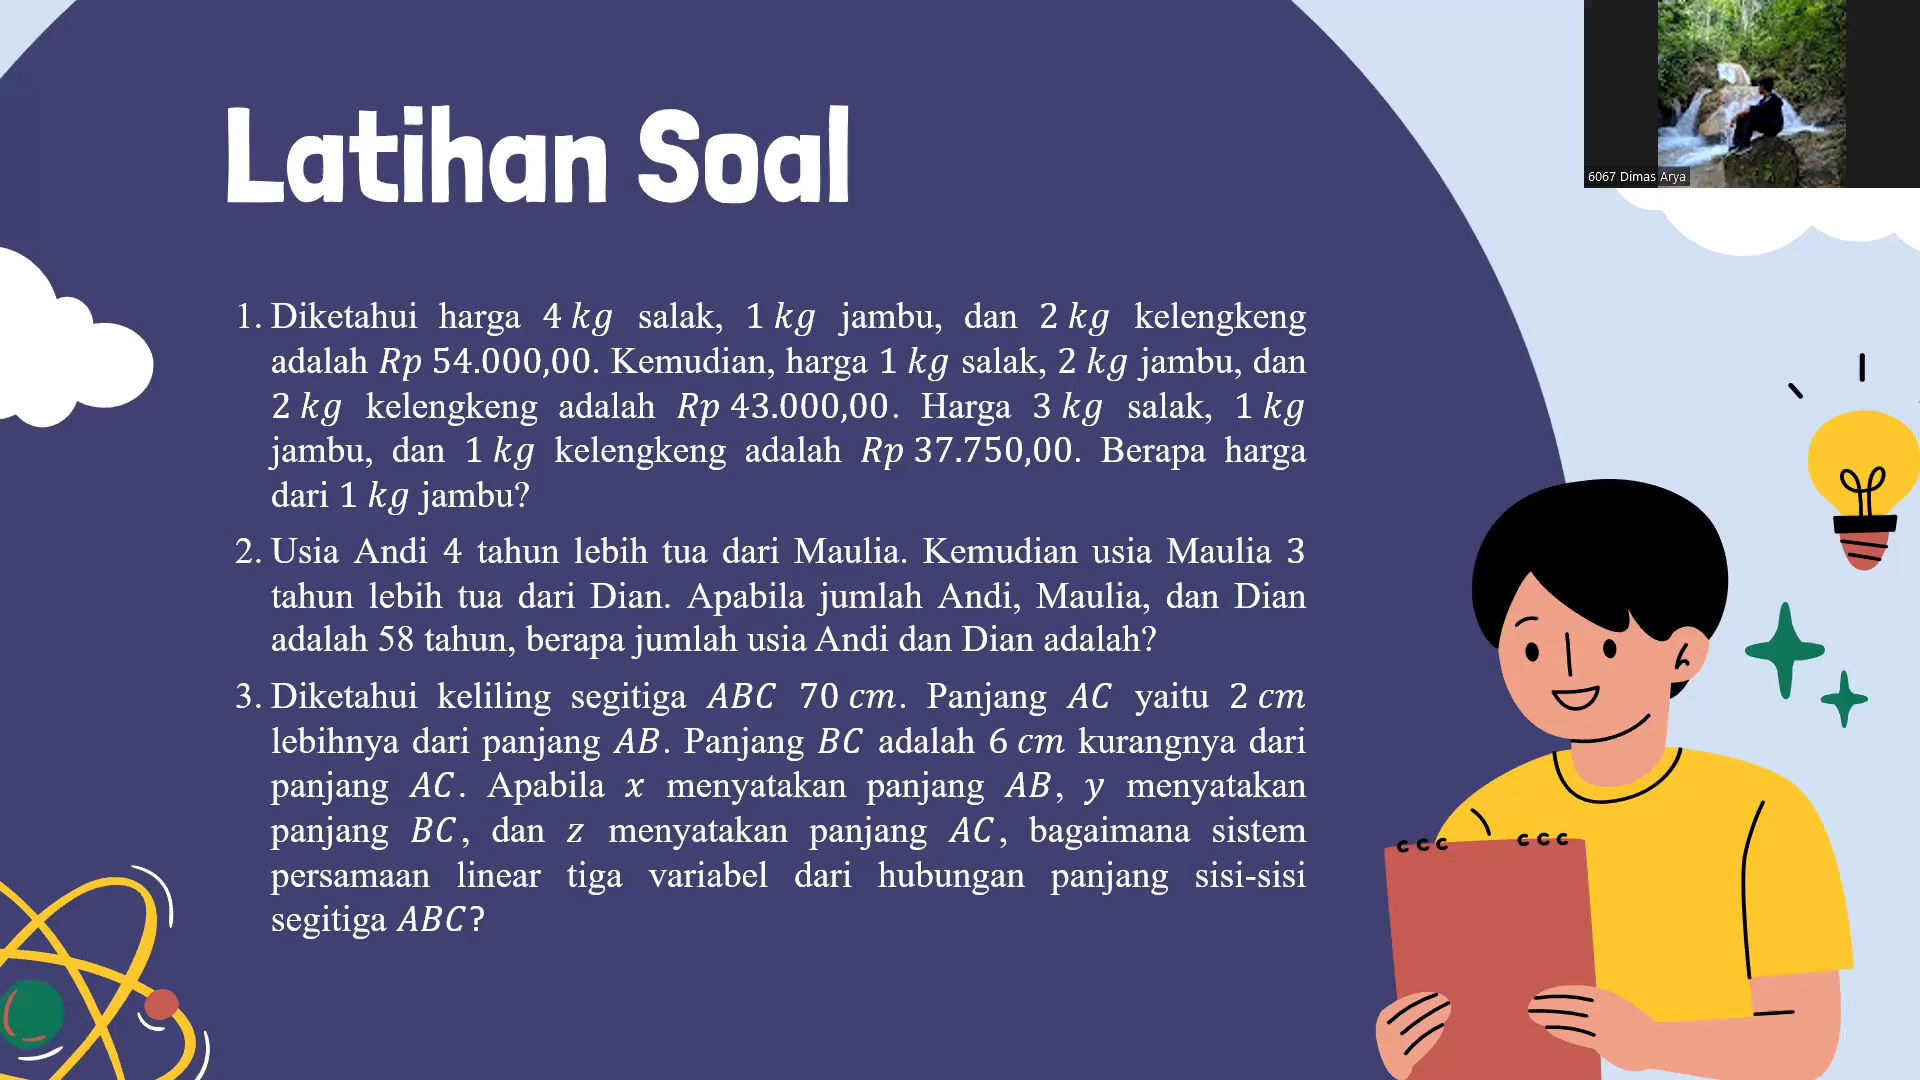 6067 Dimas Arya
Latihan Soal
1. Diketahui harga 4 kg salak, 1 kg jambu, dan 2 kg kelengkeng
adalah Rp 54.000,00. Kemudian, harga 1 kg salak, 2 kg jambu, dan
2 kg kelengkeng adalah Rp 43.000,00. Harga 3 kg salak, 1 kg
jambu, dan 1 kg kelengkeng adalah Rp 37.750,00. Berapa harga
dari 1 kg jambu?
2. Usia Andi 4 tahun lebih tua dari Maulia. Kemudian usia Maulia 3
tahun lebih tua dari Dian. Apabila jumlah Andi, Maulia, dan Dian
adalah 58 tahun, berapa jumlah usia Andi dan Dian adalah?
3. Diketahui keliling segitiga ABC 70 cm. Panjang AC yaitu 2 cm
lebihnya dari panjang AB. Panjang BC adalah 6 cm kurangnya dari
panjang AC. Apabila x menyatakan panjang AB, y menyatakan
panjang BC, dan z menyatakan panjang AC, bagaimana sistem
persamaan linear tiga variabel dari hubungan panjang sisi-sisi
segitiga ABC?